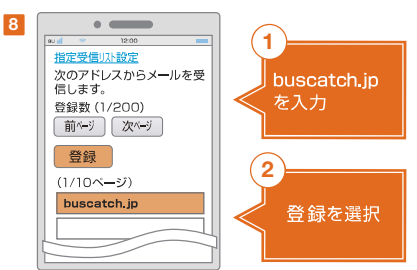 8
au 12:00
指定受信リスト設定
次のアドレスからメールを受
信します。
登録数 (1/200)
前ページ 次ページ
登録
(1/10ページ)
buscatch.jp
1
buscatch.jp
を入力
2
登録を選択